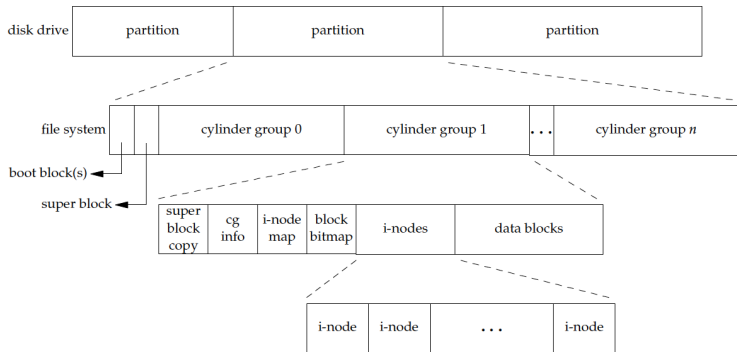 disk drive
partition
partition
partition
file system
cylinder group 0
cylinder group 1
...
cylinder group n
boot block(s)
super block
super
block
copy
cg
info
i-node
map
block
bitmap
i-nodes
data blocks
i-node
i-node
...
i-node